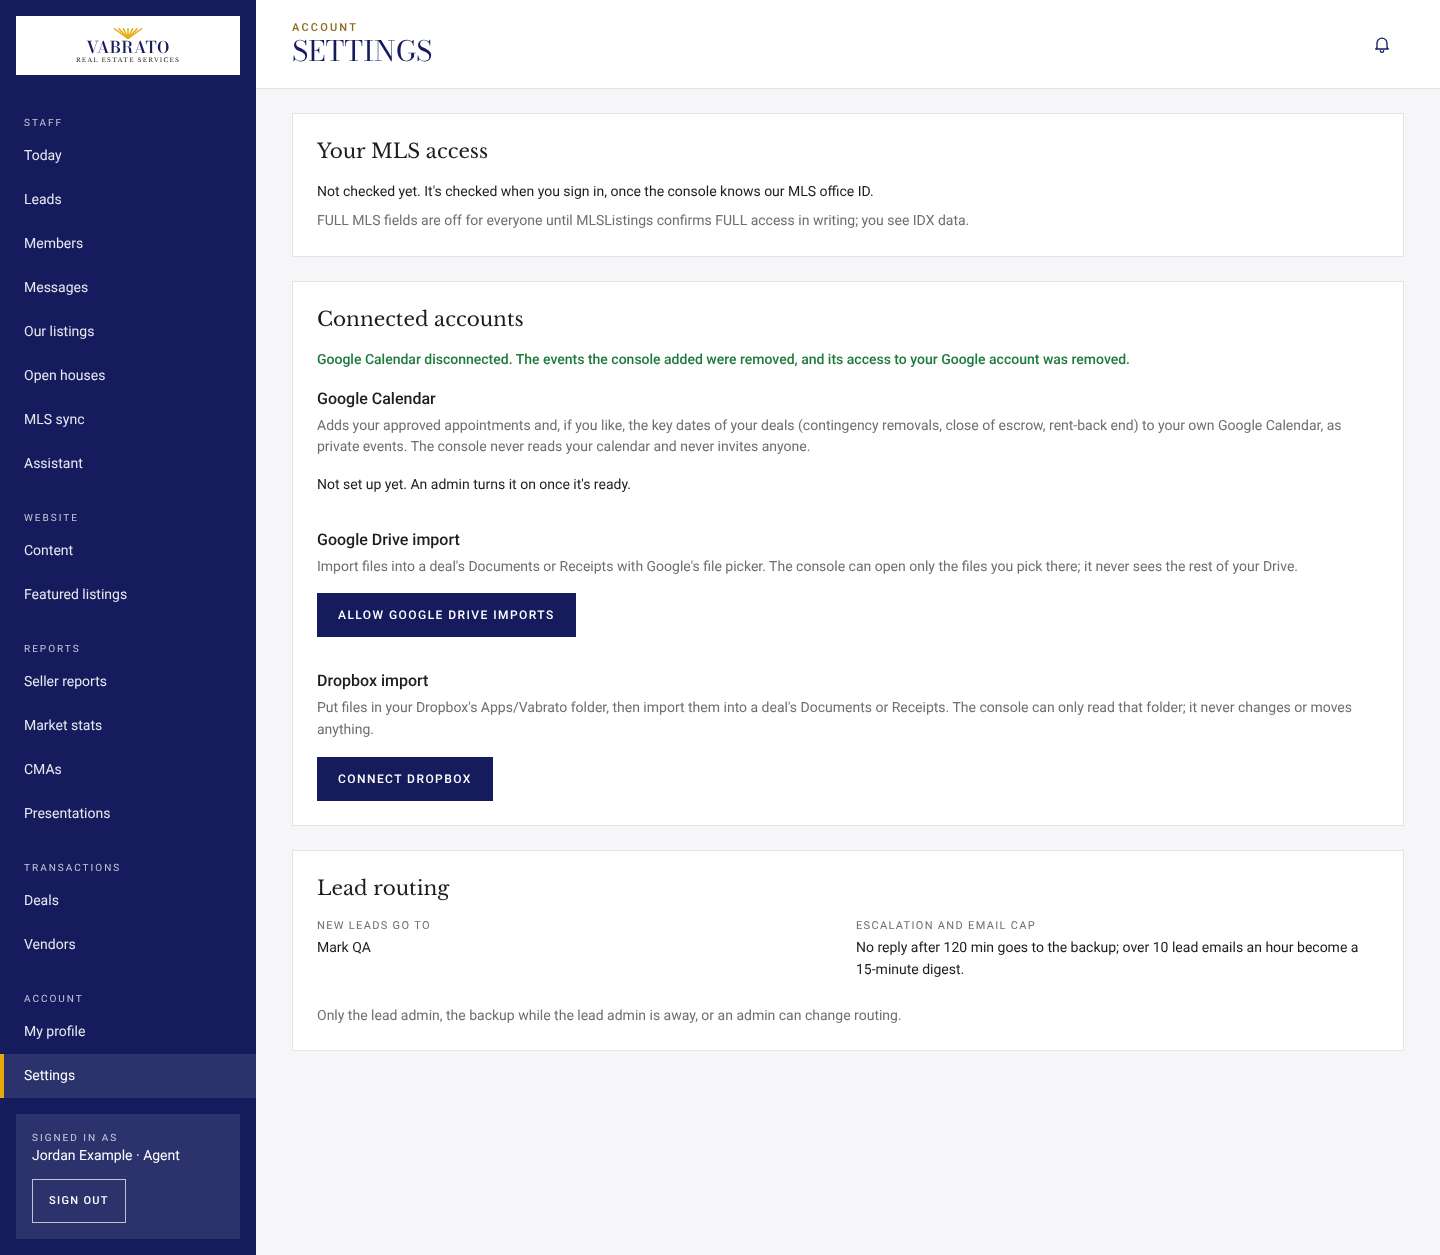 VABRATO
REAL ESTATE SERVICES
STAFF
Today
Leads
Members
Messages
Our listings
Open houses
MLS sync
Assistant
WEBSITE
Content
Featured listings
REPORTS
Seller reports
Market stats
CMAs
Presentations
TRANSACTIONS
Deals
Vendors
ACCOUNT
My profile
Settings
SIGNED IN AS
Jordan Example · Agent
SIGN OUT
ACCOUNT
SETTINGS
Your MLS access
Not checked yet. It's checked when you sign in, once the console knows our MLS office ID.
FULL MLS fields are off for everyone until MLSListings confirms FULL access in writing; you see IDX data.
Connected accounts
Google Calendar disconnected. The events the console added were removed, and its access to your Google account was removed.
Google Calendar
Adds your approved appointments and, if you like, the key dates of your deals (contingency removals, close of escrow, rent-back end) to your own Google Calendar, as
private events. The console never reads your calendar and never invites anyone.
Not set up yet. An admin turns it on once it's ready.
Google Drive import
Import files into a deal's Documents or Receipts with Google's file picker. The console can open only the files you pick there; it never sees the rest of your Drive.
ALLOW GOOGLE DRIVE IMPORTS
Dropbox import
Put files in your Dropbox's Apps/Vabrato folder, then import them into a deal's Documents or Receipts. The console can only read that folder; it never changes or moves
anything.
CONNECT DROPBOX
Lead routing
NEW LEADS GO TO
Mark QA
ESCALATION AND EMAIL CAP
No reply after 120 min goes to the backup; over 10 lead emails an hour become a
15-minute digest.
Only the lead admin, the backup while the lead admin is away, or an admin can change routing.